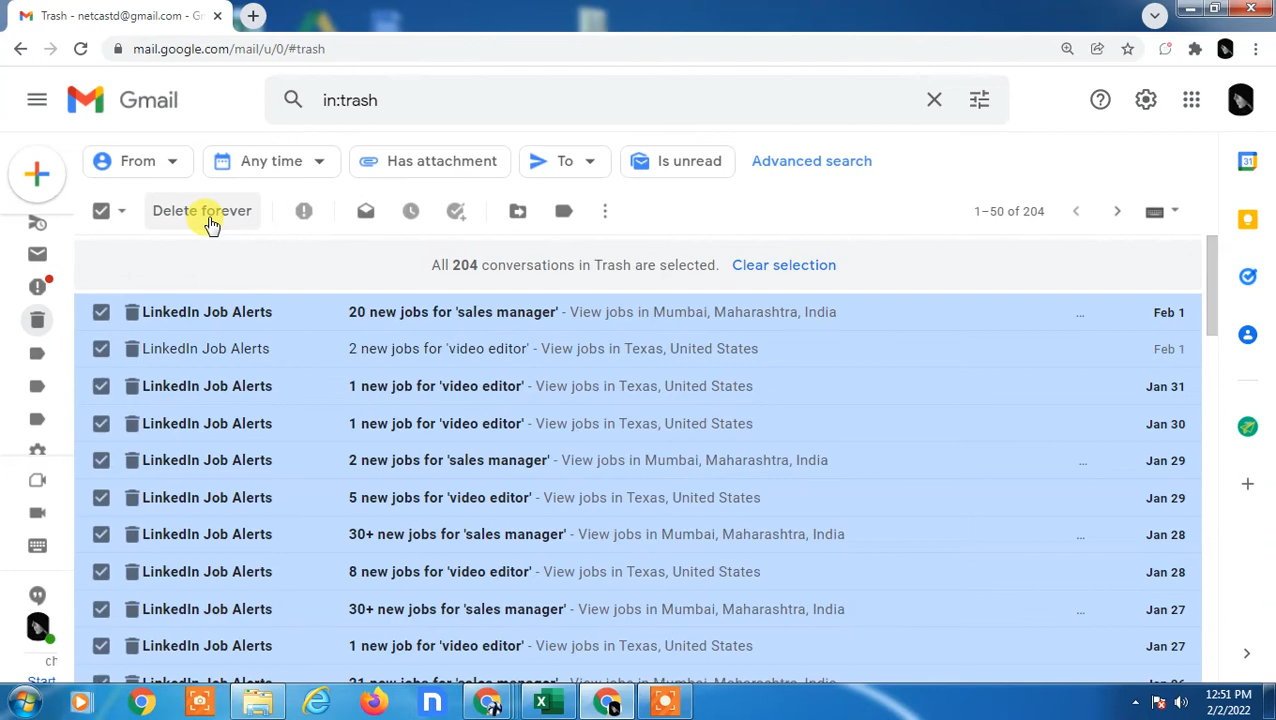 Trash - netcastd@gmail.com - Gr
mail.google.com/mail/u/0/#trash
Gmail
in:trash
From
Any time
Has attachment
To
Is unread
Advanced search
Delete forever
1–50 of 204
All 204 conversations in Trash are selected. Clear selection
LinkedIn Job Alerts 20 new jobs for 'sales manager' - View jobs in Mumbai, Maharashtra, India ... Feb 1
LinkedIn Job Alerts 2 new jobs for 'video editor' - View jobs in Texas, United States Feb 1
LinkedIn Job Alerts 1 new job for 'video editor' - View jobs in Texas, United States Jan 31
LinkedIn Job Alerts 1 new job for 'video editor' - View jobs in Texas, United States Jan 30
LinkedIn Job Alerts 2 new jobs for 'sales manager' - View jobs in Mumbai, Maharashtra, India ... Jan 29
LinkedIn Job Alerts 5 new jobs for 'video editor' - View jobs in Texas, United States Jan 29
LinkedIn Job Alerts 30+ new jobs for 'sales manager' - View jobs in Mumbai, Maharashtra, India ... Jan 28
LinkedIn Job Alerts 8 new jobs for 'video editor' - View jobs in Texas, United States Jan 28
LinkedIn Job Alerts 30+ new jobs for 'sales manager' - View jobs in Mumbai, Maharashtra, India ... Jan 27
LinkedIn Job Alerts 1 new job for 'video editor' - View jobs in Texas, United States Jan 27
31
ch
Start
12:51 PM
2/2/2022